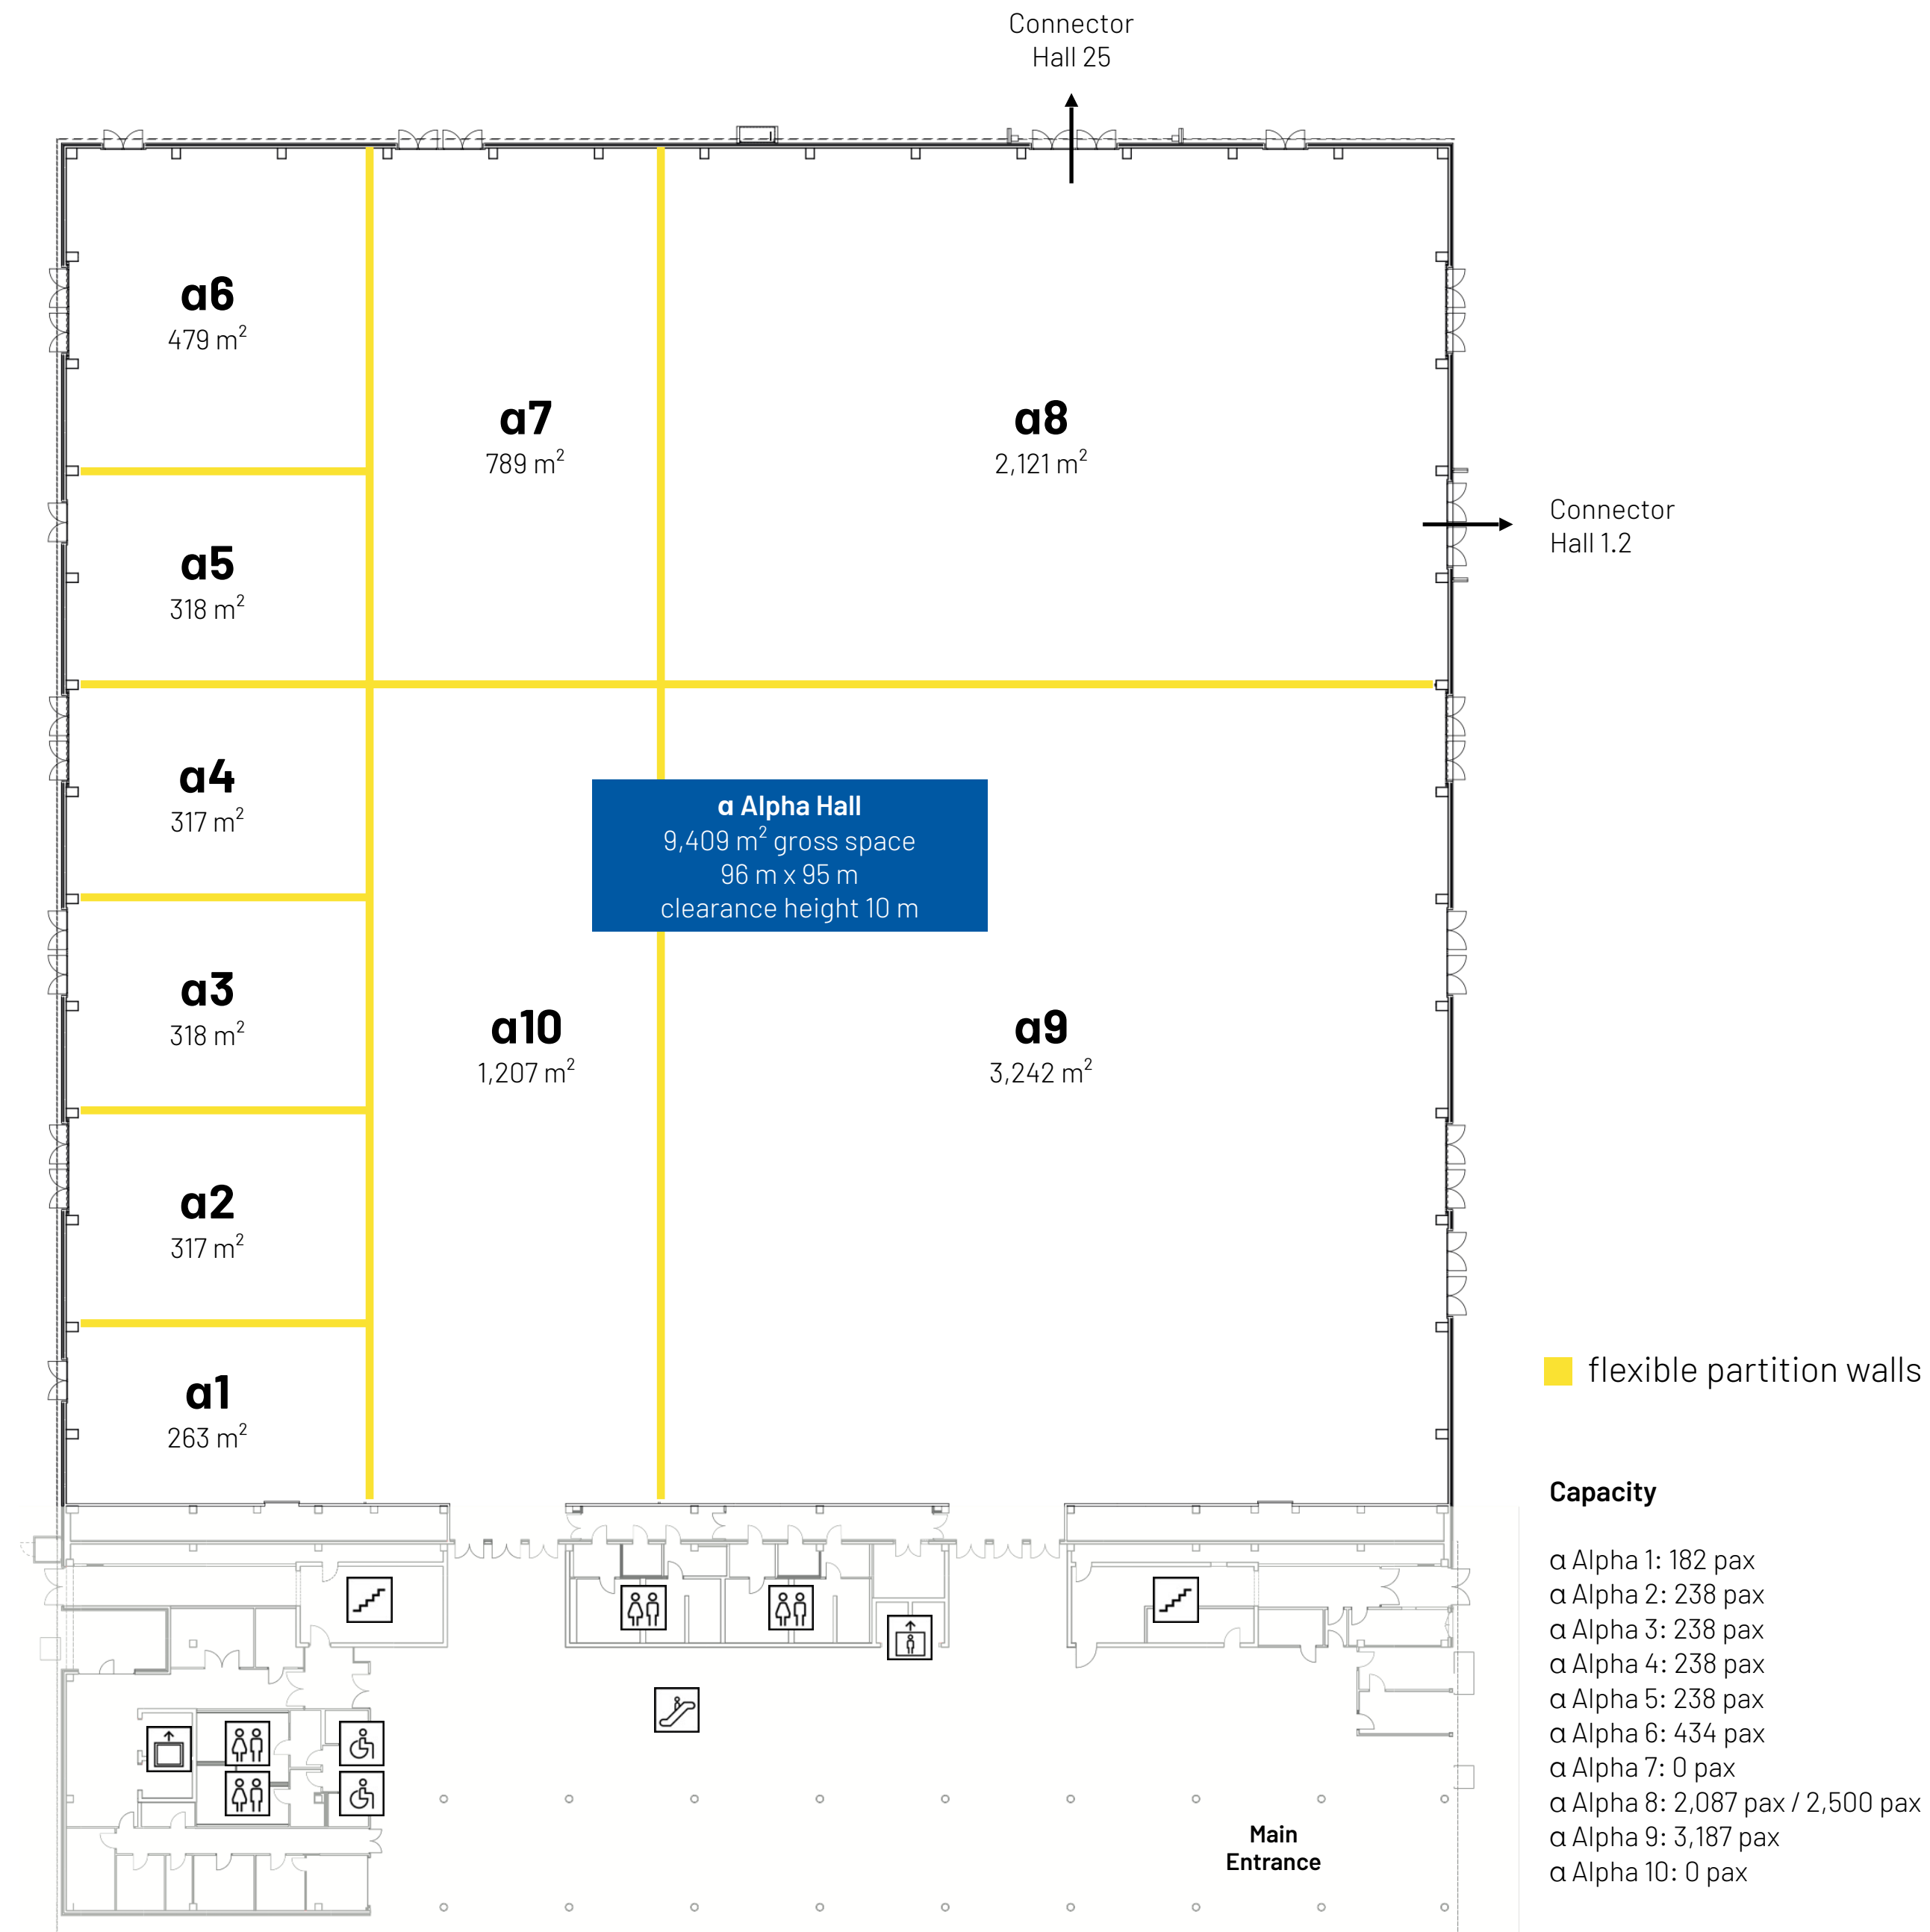 Connector
Hall 25
a6
479 m²
a7
789 m²
a8
2,121 m²
Connector
Hall 1.2
a5
318 m²
a4
317 m²
α Alpha Hall
9,409 m² gross space
96 m x 95 m
clearance height 10 m
a3
318 m²
a10
1,207 m²
a9
3,242 m²
a2
317 m²
a1
263 m²
flexible partition walls
Capacity
α Alpha 1: 182 pax
α Alpha 2: 238 pax
α Alpha 3: 238 pax
α Alpha 4: 238 pax
α Alpha 5: 238 pax
α Alpha 6: 434 pax
α Alpha 7: 0 pax
α Alpha 8: 2,087 pax / 2,500 pax
α Alpha 9: 3,187 pax
α Alpha 10: 0 pax
Main
Entrance